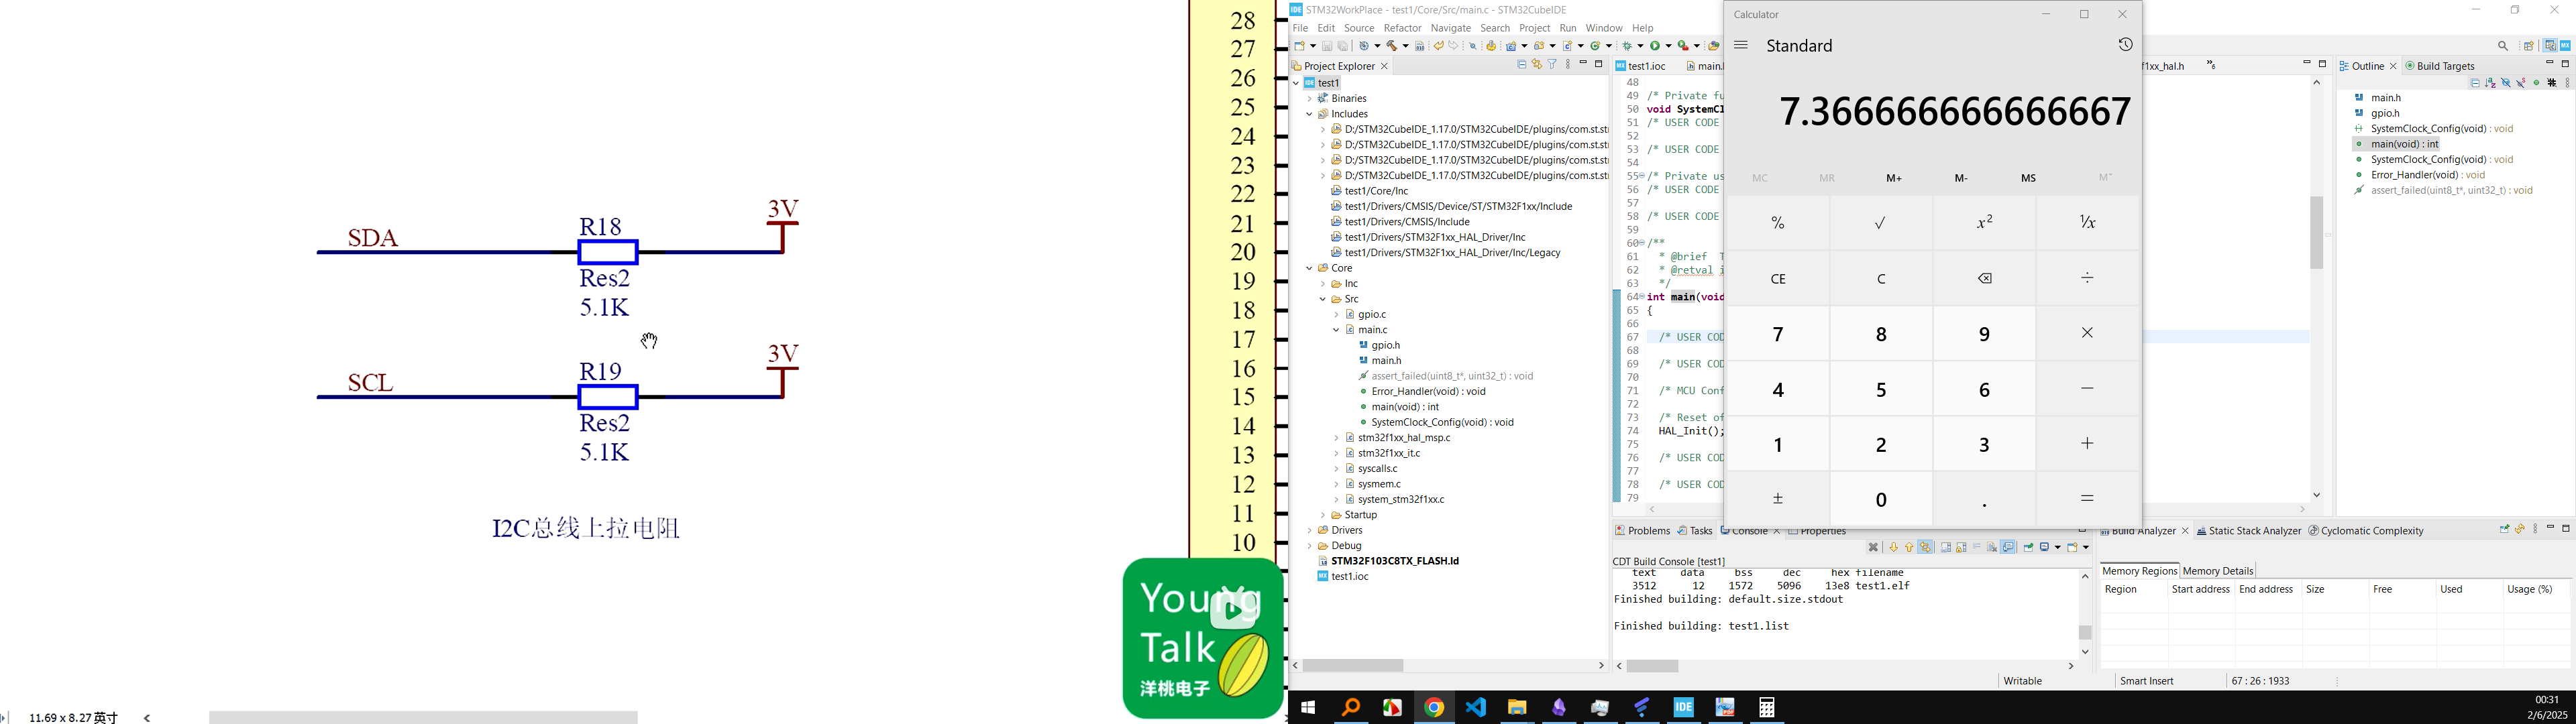 SDA
R18
3V
Res2
5.1K
SCL
R19
3V
Res2
5.1K
I2C总线上拉电阻
28
27
26
25
24
23
22
21
20
19
18
17
16
15
14
13
12
11
10
Young
Talk
洋桃电子
11.69 x 8.27 英寸
STM32WorkPlace - test1/Core/Src/main.c - STM32CubeIDE
File Edit Source Refactor Navigate Search Project Run Window Help
Project Explorer
test1
Binaries
Includes
D:/STM32CubeIDE_1.17.0/STM32CubeIDE/plugins/com.st.st
D:/STM32CubeIDE_1.17.0/STM32CubeIDE/plugins/com.st.st
D:/STM32CubeIDE_1.17.0/STM32CubeIDE/plugins/com.st.st
D:/STM32CubeIDE_1.17.0/STM32CubeIDE/plugins/com.st.st
test1/Core/Inc
test1/Drivers/CMSIS/Device/ST/STM32F1xx/Include
test1/Drivers/CMSIS/Include
test1/Drivers/STM32F1xx_HAL_Driver/Inc
test1/Drivers/STM32F1xx_HAL_Driver/Inc/Legacy
Core
Inc
Src
gpio.c
main.c
gpio.h
main.h
assert_failed(uint8_t*, uint32_t) : void
Error_Handler(void) : void
main(void) : int
SystemClock_Config(void) : void
stm32f1xx_hal_msp.c
stm32f1xx_it.c
syscalls.c
sysmem.c
system_stm32f1xx.c
Startup
Drivers
Debug
STM32F103C8TX_FLASH.ld
test1.ioc
test1.ioc main.
48
49 /* Private fu
50 void SystemCl
51 /* USER CODE
52
53 /* USER CODE
54
55 /* Private us
56 /* USER CODE
57
58 /* USER CODE
59
60 /**
61 * @brief T
62 * @retval i
63 */
64 int main(void
65 {
66
67 /* USER COD
68
69 /* USER COD
70
71 /* MCU Conf
72
73 /* Reset of
74 HAL_Init();
75
76 /* USER COD
77
78 /* USER COD
79
Calculator
Standard
7.366666666666667
MC MR M+ M- MS M˅
% √ x² ¹/x
CE C ÷
7 8 9 ×
4 5 6 −
1 2 3 +
± 0 . =
f1xx_hal.h »6
Outline Build Targets
main.h
gpio.h
SystemClock_Config(void) : void
main(void) : int
SystemClock_Config(void) : void
Error_Handler(void) : void
assert_failed(uint8_t*, uint32_t) : void
Problems Tasks Console Properties
CDT Build Console [test1]
text data bss dec hex filename
3512 12 1572 5096 13e8 test1.elf
Finished building: default.size.stdout
Finished building: test1.list
Build Analyzer Static Stack Analyzer Cyclomatic Complexity
Memory Regions Memory Details
Region Start address End address Size Free Used Usage (%)
Writable Smart Insert 67 : 26 : 1933
00:31
2/6/2025